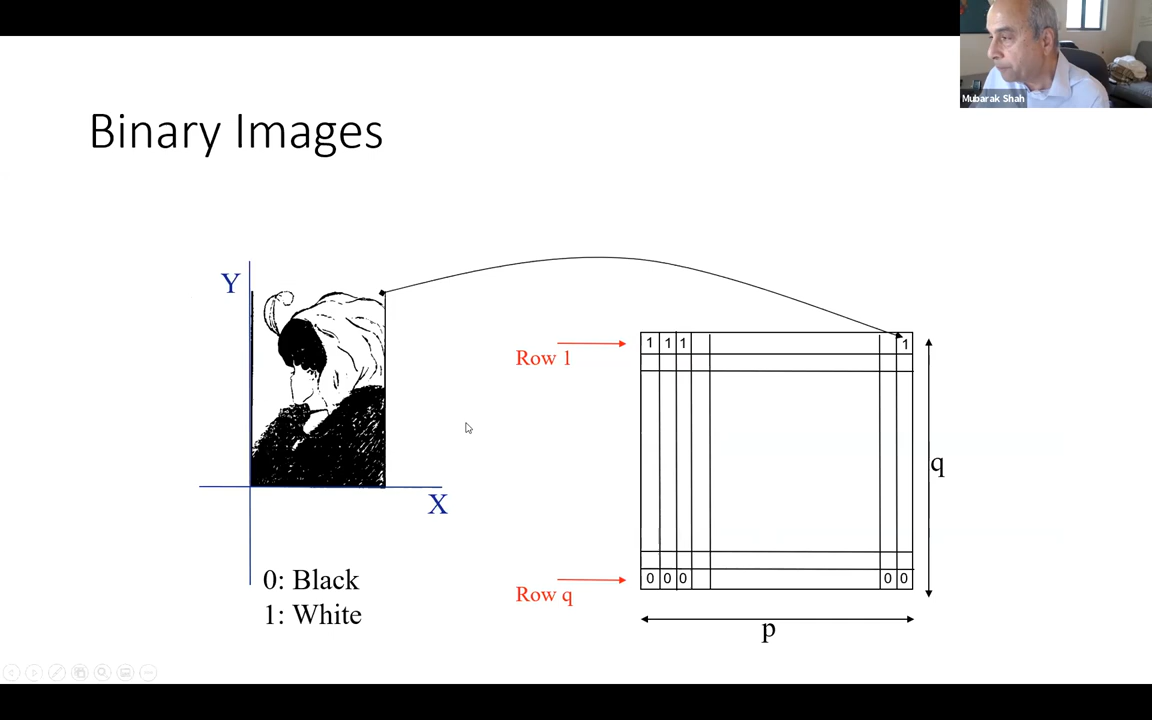 Mubarak Shah
Binary Images
Y
X
0: Black
1: White
Row 1
1 1 1 1
q
Row q
0 0 0 0 0
p